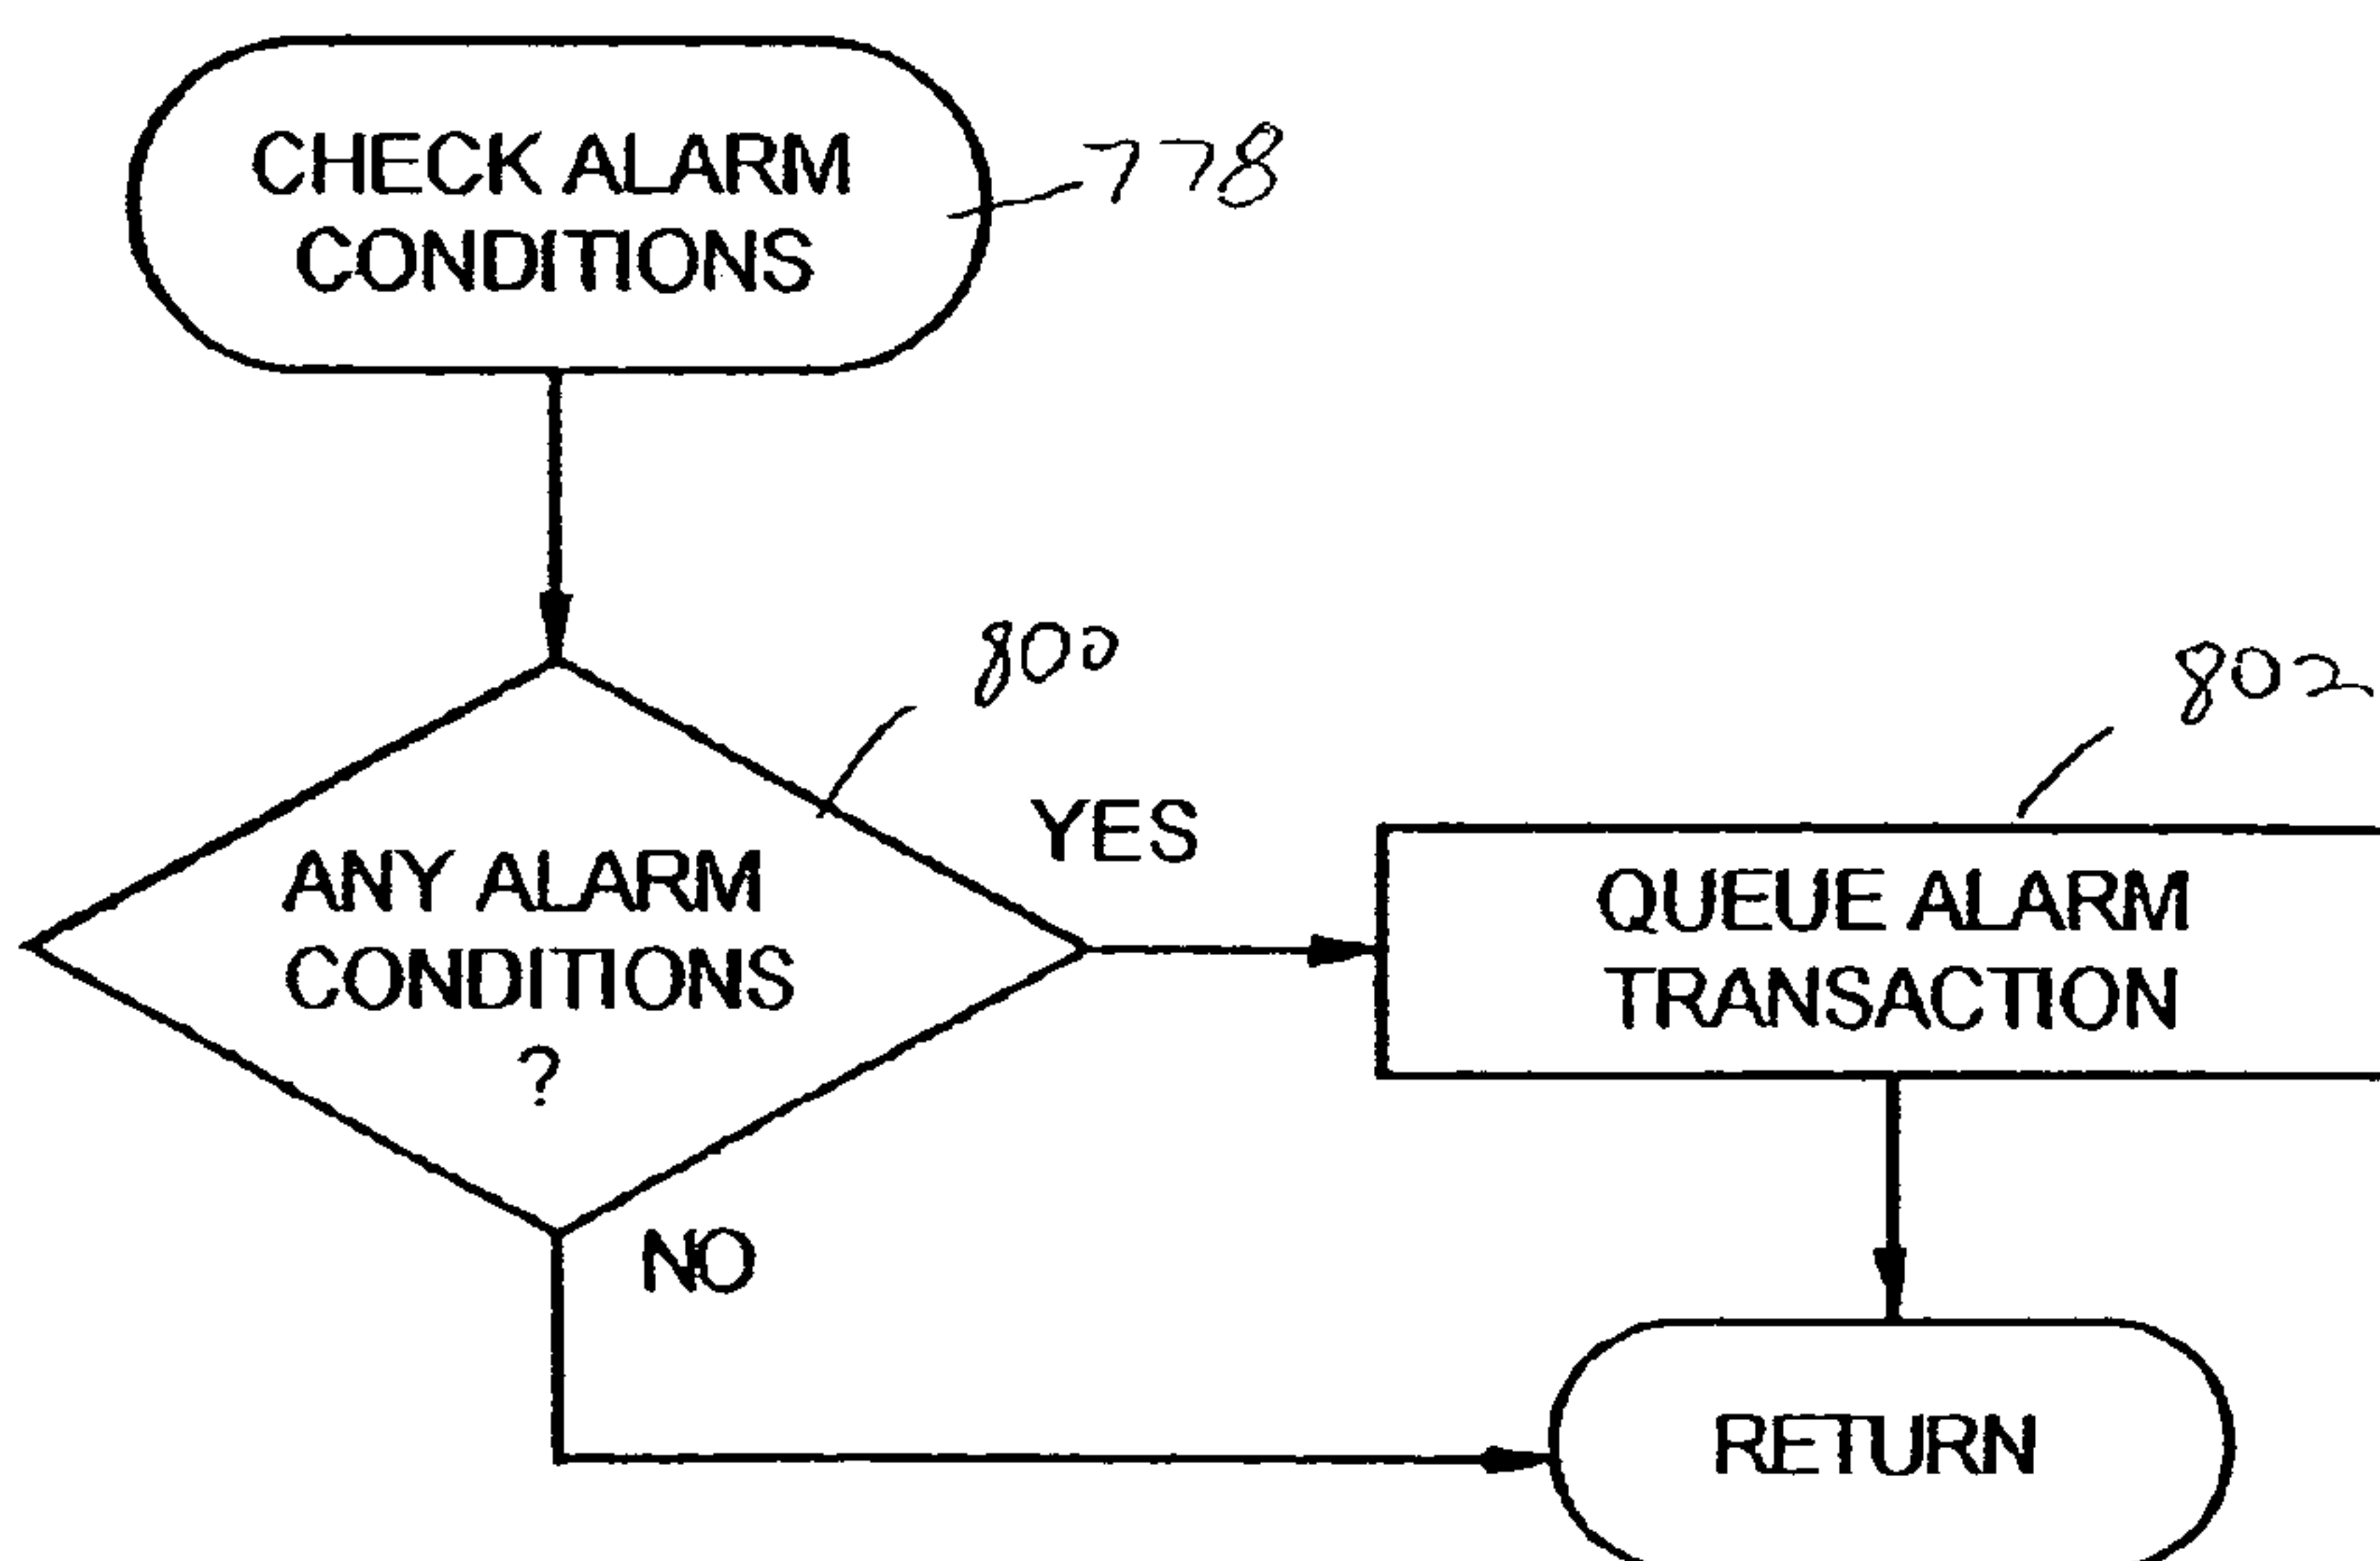 CHECK ALARM
CONDITIONS
778
800
802
YES
ANY ALARM
CONDITIONS
?
QUEUE ALARM
TRANSACTION
NO
RETURN